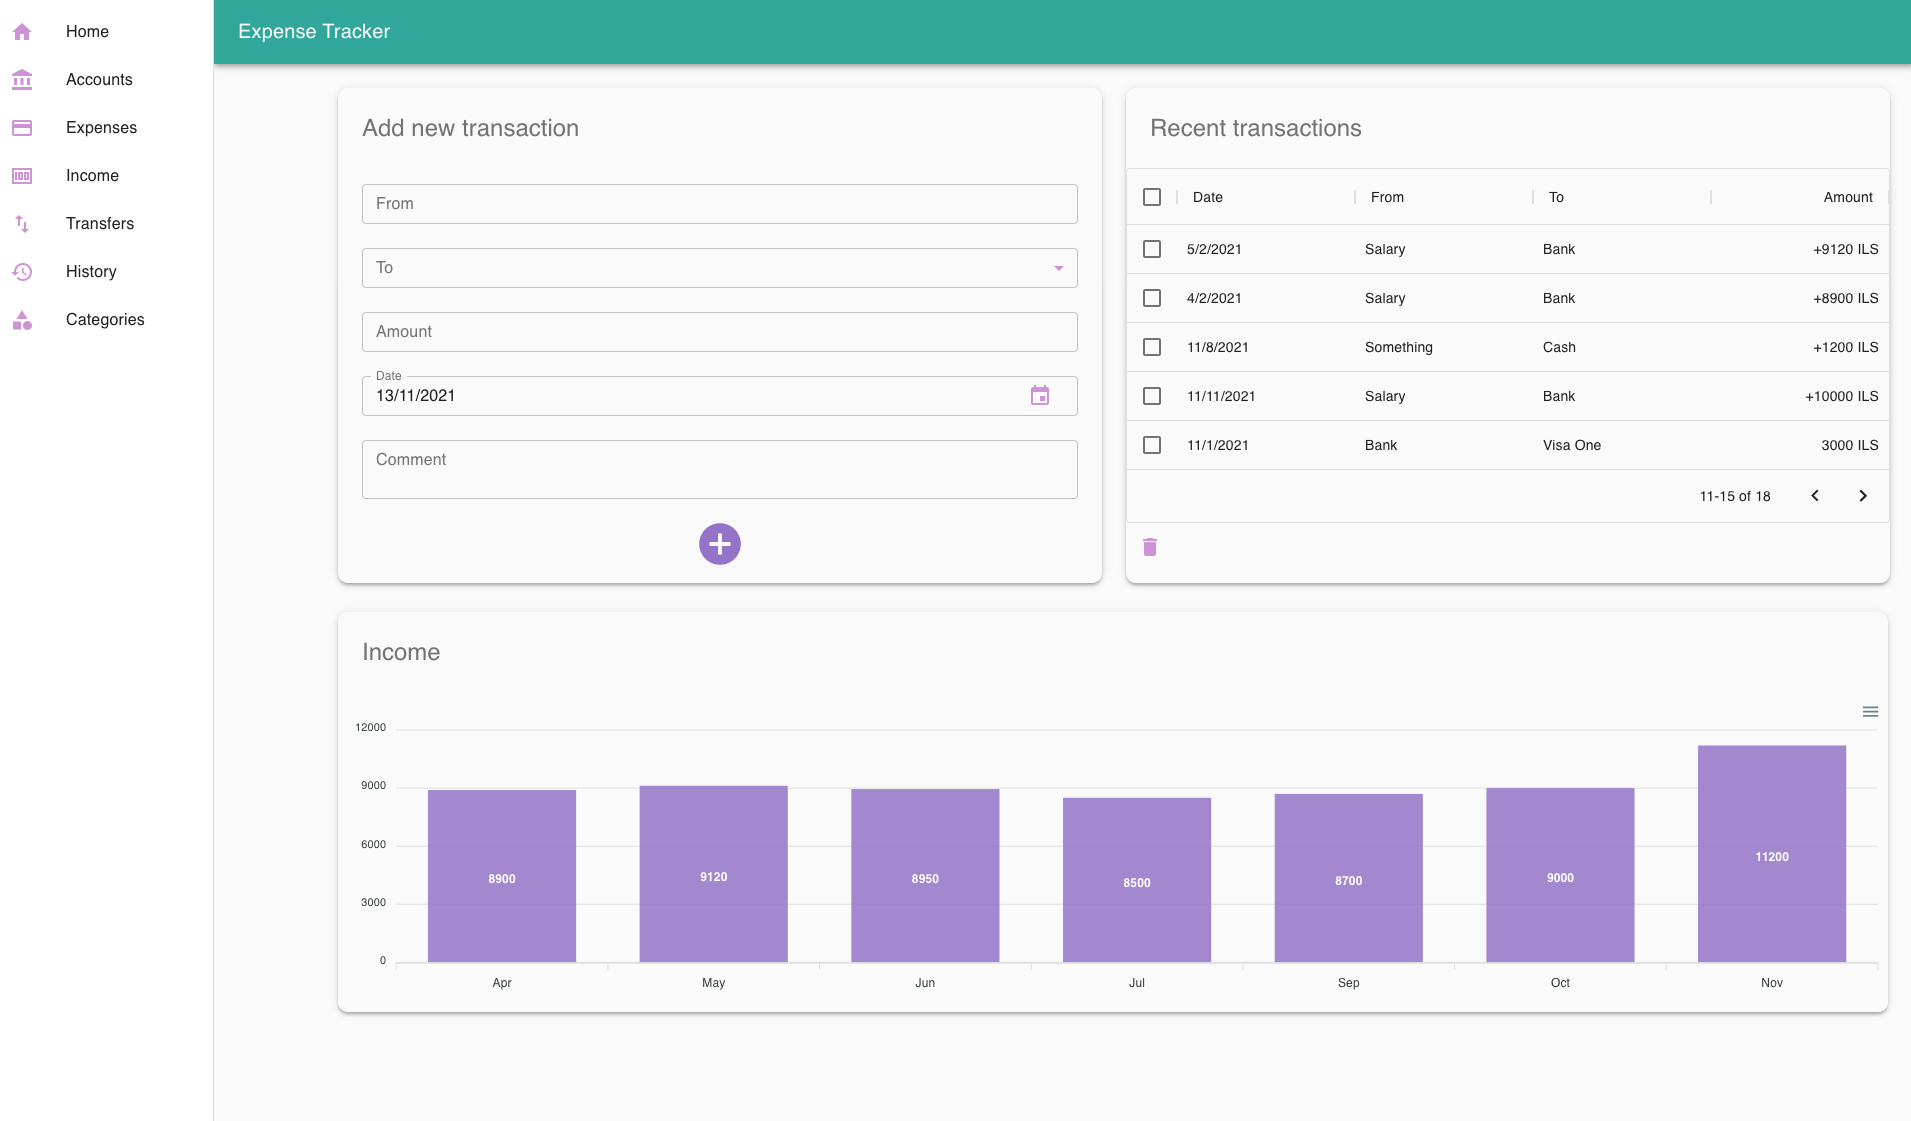 Home
Accounts
Expenses
Income
Transfers
History
Categories
Expense Tracker
Add new transaction
From
To
Amount
Date
13/11/2021
Comment
Recent transactions
Date From To Amount
5/2/2021 Salary Bank +9120 ILS
4/2/2021 Salary Bank +8900 ILS
11/8/2021 Something Cash +1200 ILS
11/11/2021 Salary Bank +10000 ILS
11/1/2021 Bank Visa One 3000 ILS
11-15 of 18
Income
12000
9000
6000
3000
0
8900 9120 8950 8500 8700 9000 11200
Apr May Jun Jul Sep Oct Nov